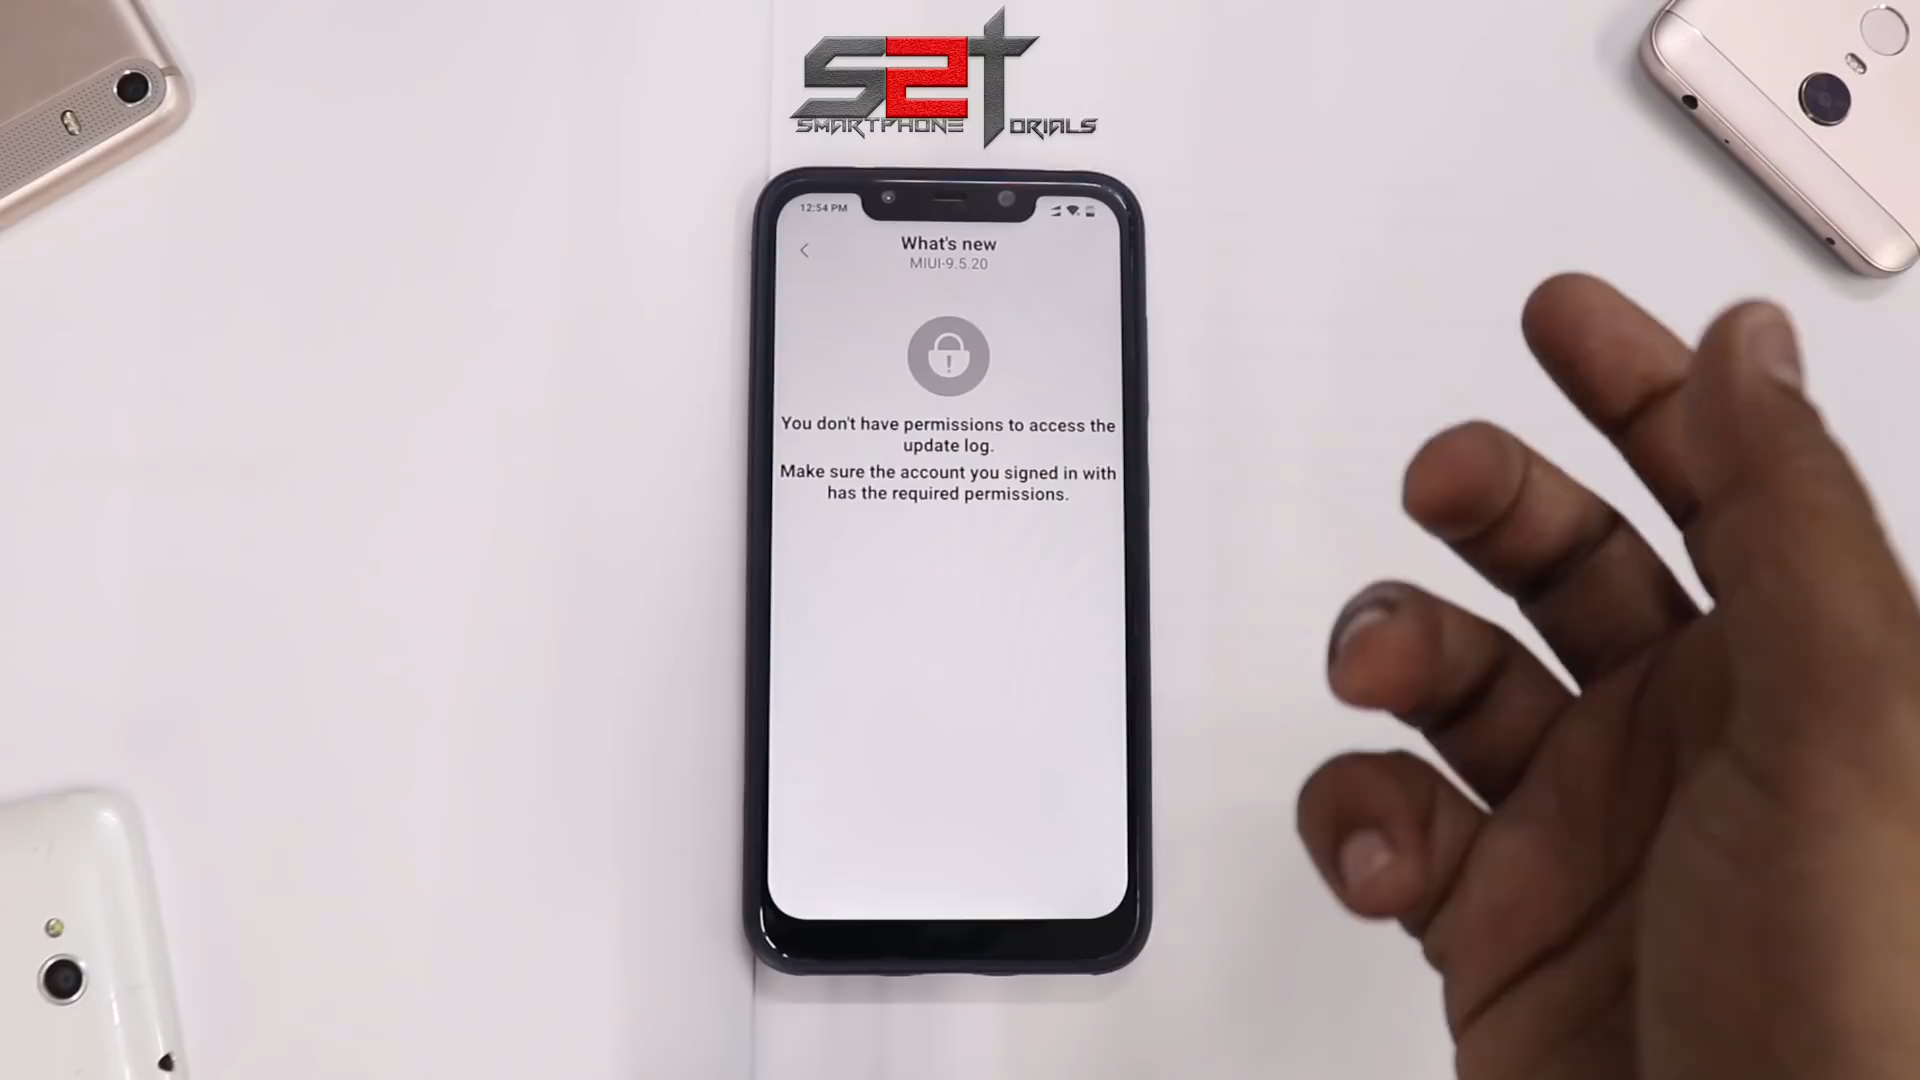 S2T
SMARTPHONE TORIALS
12:54 PM
What's new
MIUI-9.5.20
You don't have permissions to access the
update log.
Make sure the account you signed in with
has the required permissions.